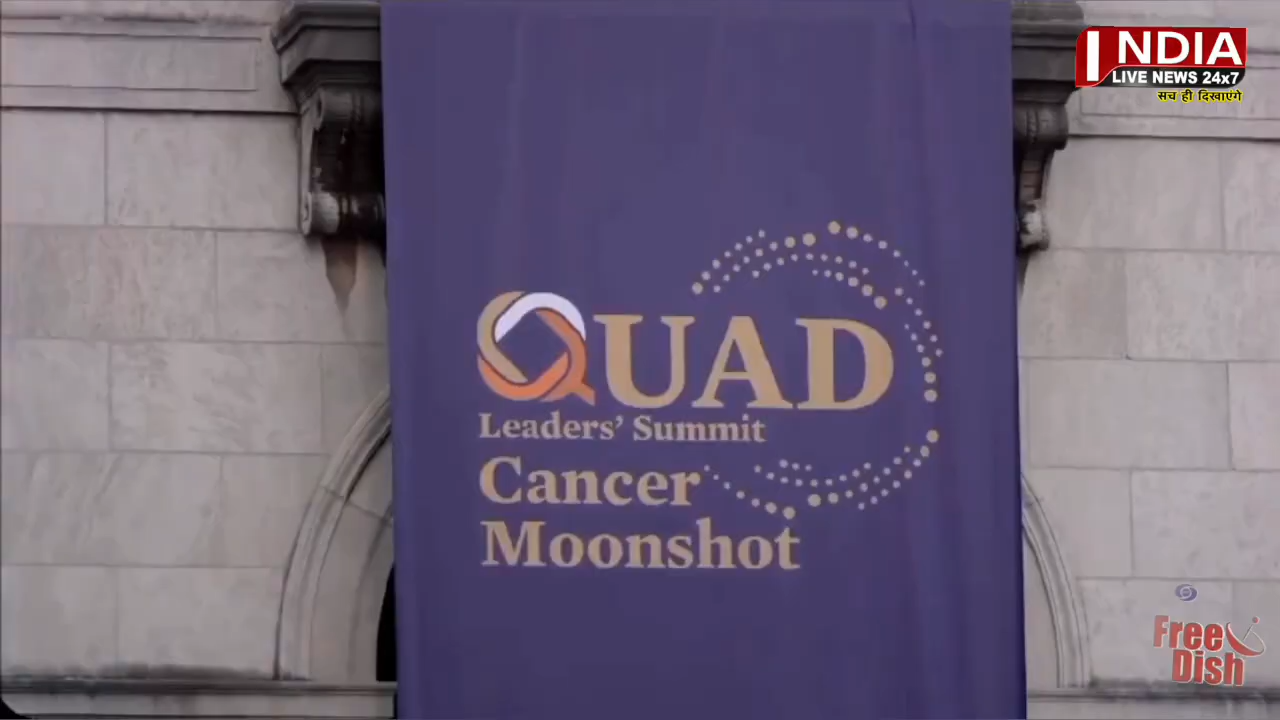 INDIA
LIVE NEWS 24x7
सच ही दिखाएंगे
QUAD
Leaders' Summit
Cancer
Moonshot
Free
Dish